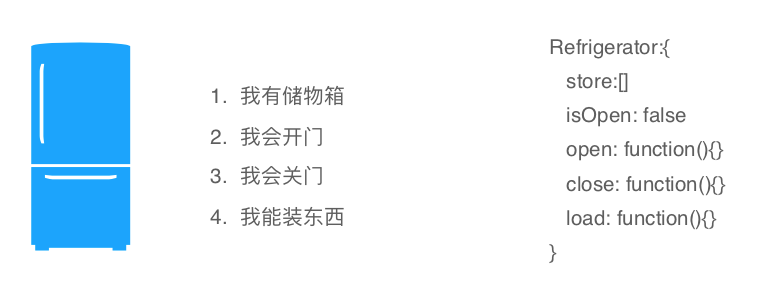 1. 我有储物箱
2. 我会开门
3. 我会关门
4. 我能装东西
Refrigerator:{
store:[]
isOpen: false
open: function(){}
close: function(){}
load: function(){}
}